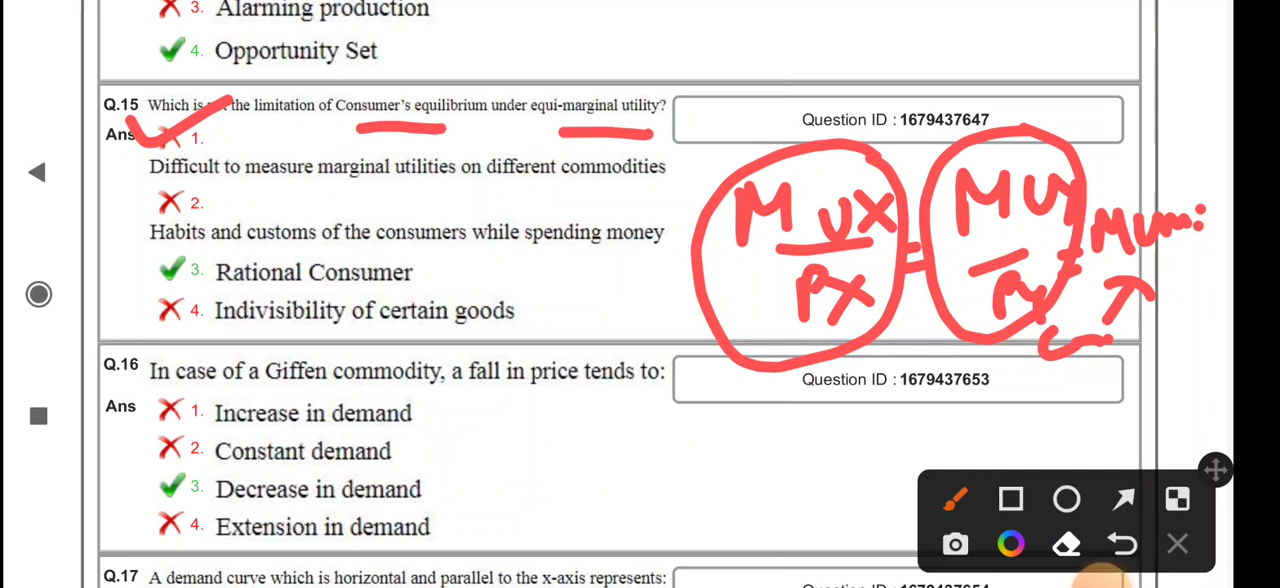 3. Alarming production
4. Opportunity Set
Q.15 Which is the limitation of Consumer's equilibrium under equi-marginal utility?
Question ID : 1679437647
Ans 1.
Difficult to measure marginal utilities on different commodities
2.
Habits and customs of the consumers while spending money
3. Rational Consumer
4. Indivisibility of certain goods
MUX = MUY = MUm
PX Py
Q.16 In case of a Giffen commodity, a fall in price tends to:
Question ID : 1679437653
Ans 1. Increase in demand
2. Constant demand
3. Decrease in demand
4. Extension in demand
Q.17 A demand curve which is horizontal and parallel to the x-axis represents:
Question ID : 1679437654